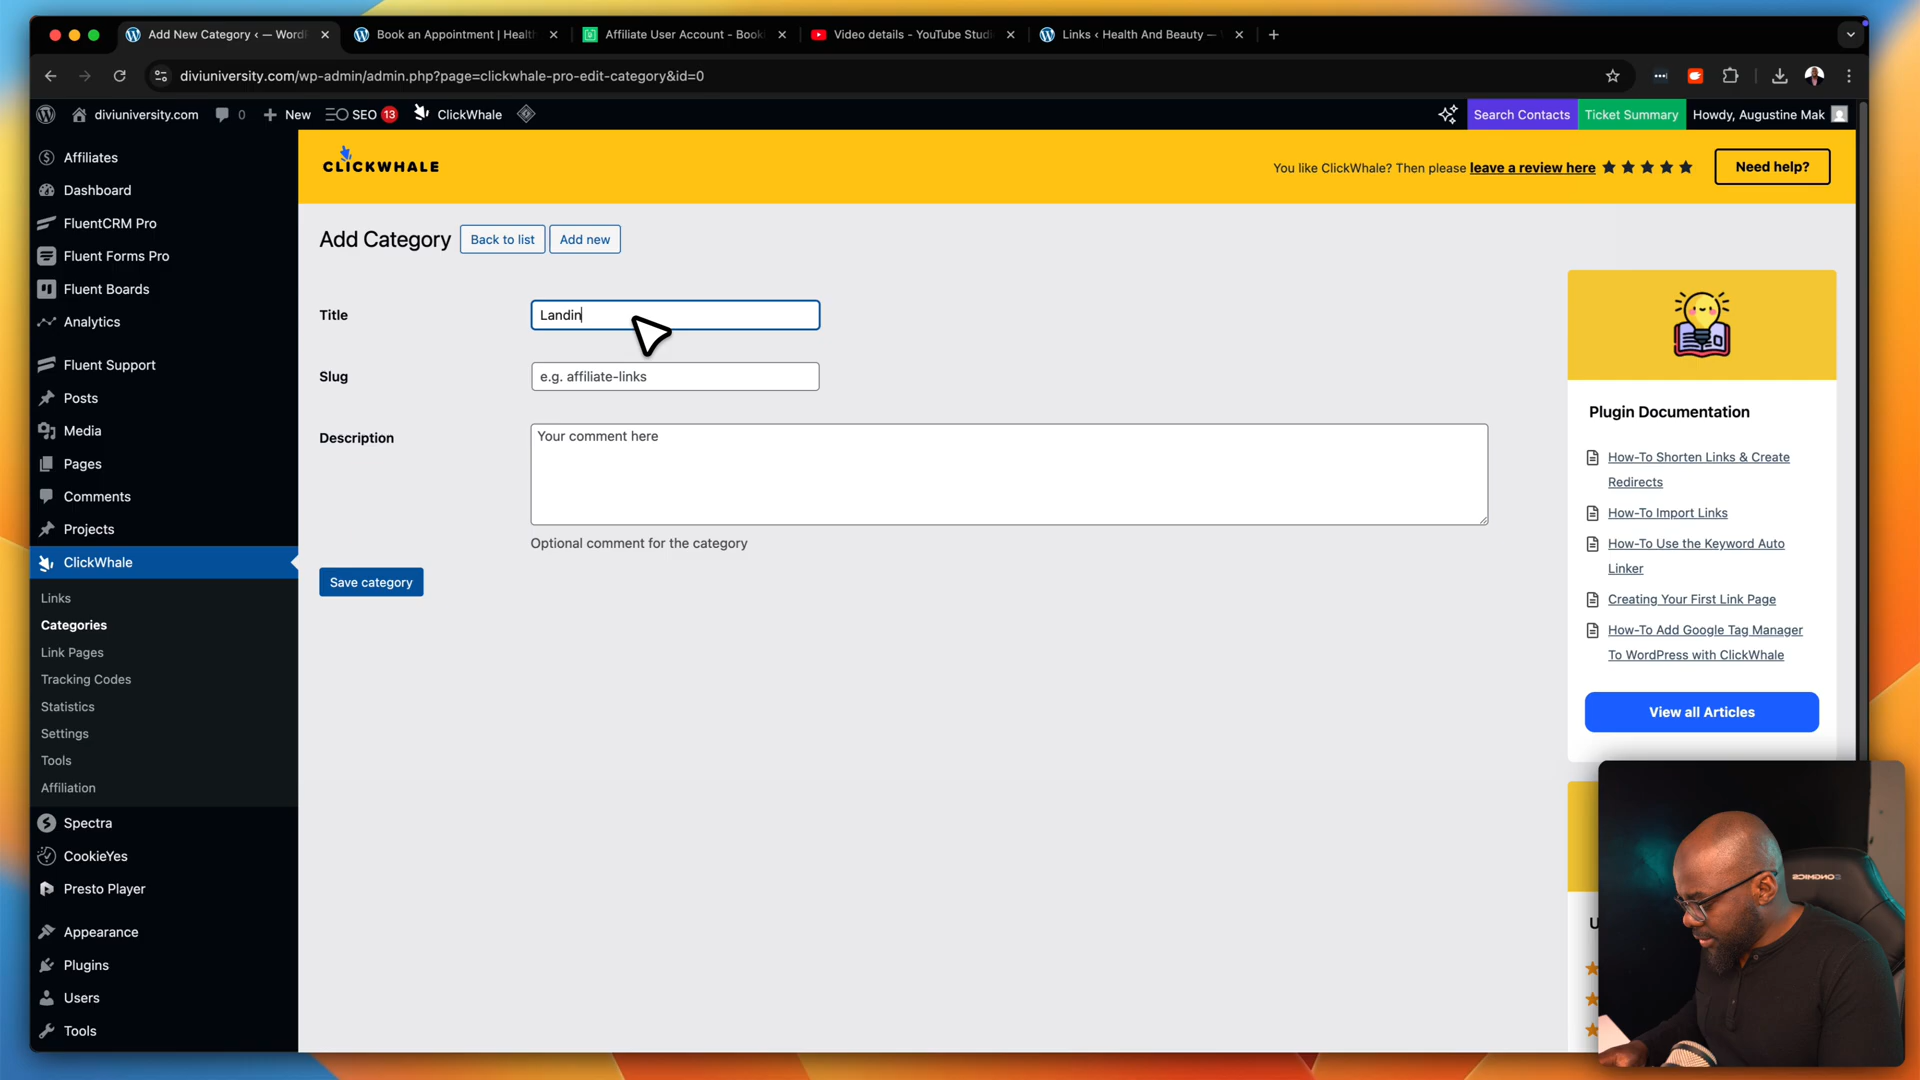 Add New Category ‹ — Word
Book an Appointment | Health
Affiliate User Account - Booki
Video details - YouTube Studi
Links ‹ Health And Beauty —
diviuniversity.com/wp-admin/admin.php?page=clickwhale-pro-edit-category&id=0
diviuniversity.com
0
New
SEO 13
ClickWhale
Search Contacts
Ticket Summary
Howdy, Augustine Mak
Affiliates
Dashboard
FluentCRM Pro
Fluent Forms Pro
Fluent Boards
Analytics
Fluent Support
Posts
Media
Pages
Comments
Projects
ClickWhale
Links
Categories
Link Pages
Tracking Codes
Statistics
Settings
Tools
Affiliation
Spectra
CookieYes
Presto Player
Appearance
Plugins
Users
Tools
CLICKWHALE
You like ClickWhale? Then please leave a review here
Need help?
Add Category
Back to list
Add new
Title
Landin
Slug
e.g. affiliate-links
Description
Your comment here
Optional comment for the category
Save category
Plugin Documentation
How-To Shorten Links & Create
Redirects
How-To Import Links
How-To Use the Keyword Auto
Linker
Creating Your First Link Page
How-To Add Google Tag Manager
To WordPress with ClickWhale
View all Articles